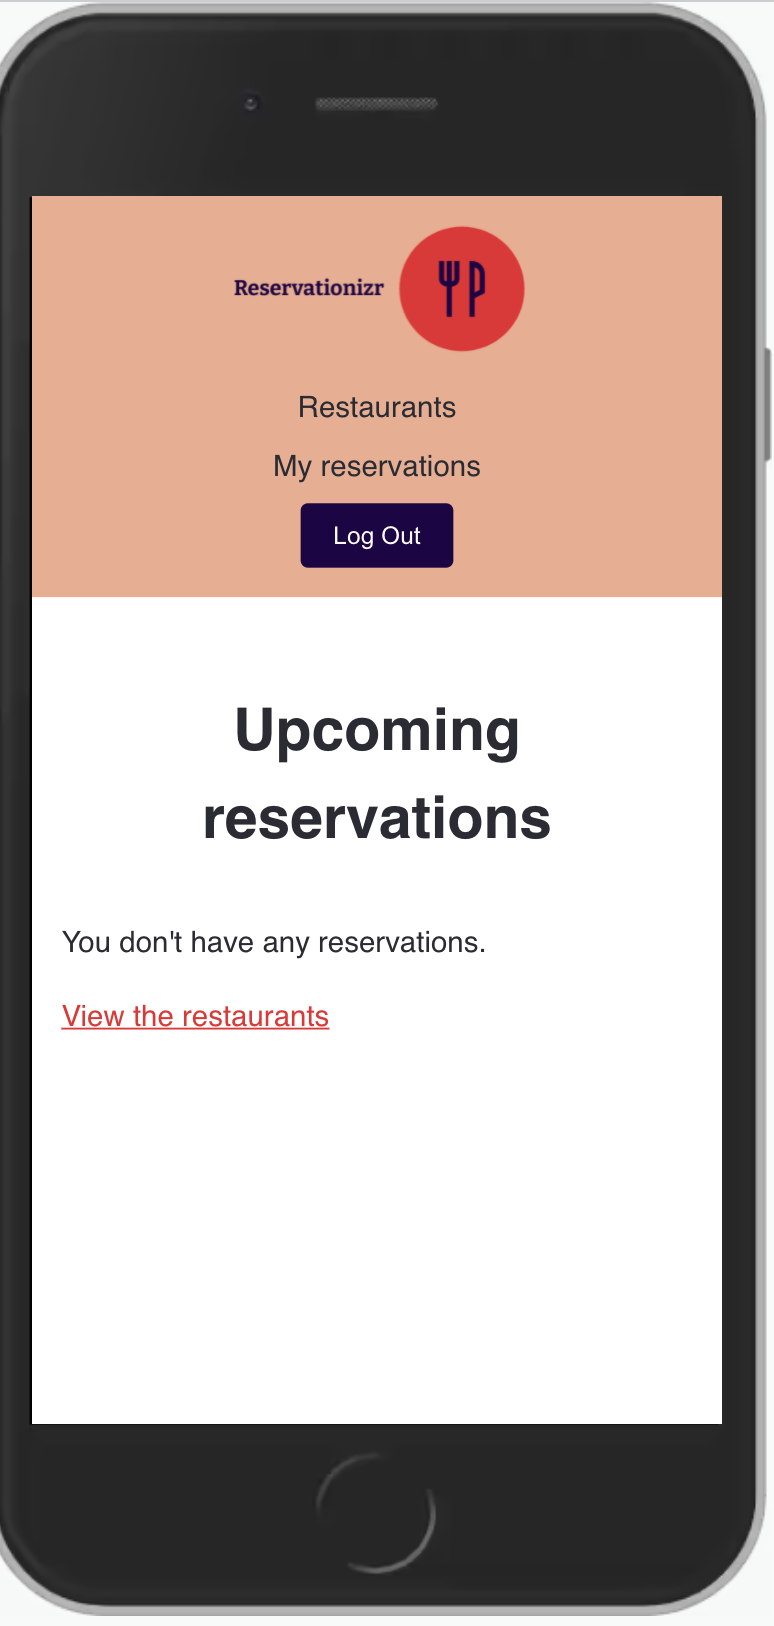 Reservationizr
Restaurants
My reservations
Log Out
Upcoming
reservations
You don't have any reservations.
View the restaurants